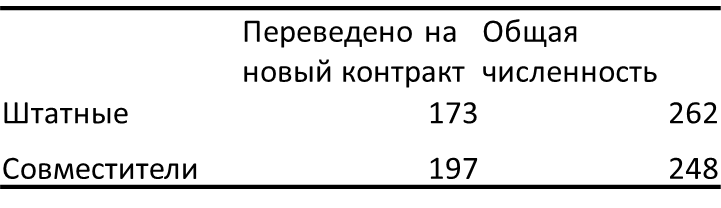 Переведено на Общая
новый контракт численность
Штатные 173 262
Совместители 197 248